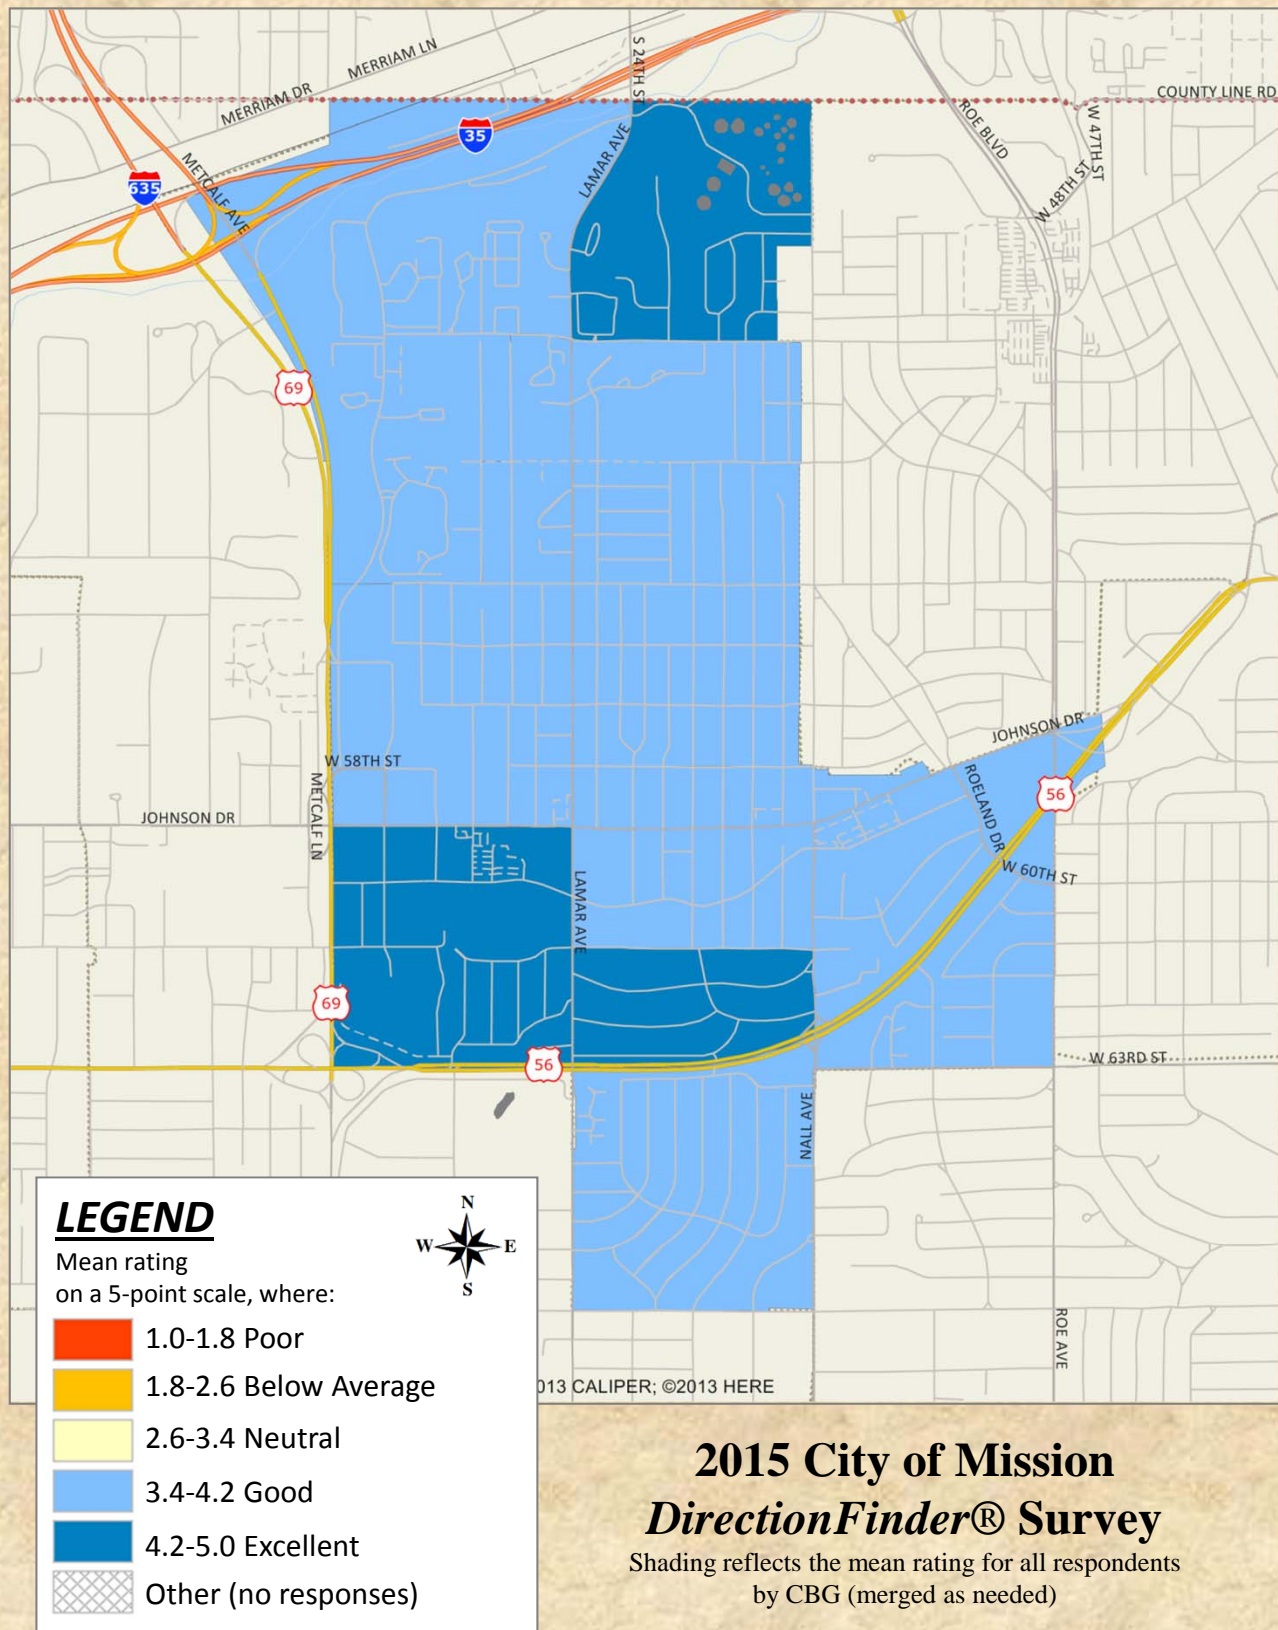 MERRIAM LN
S 24TH ST
MERRIAM DR
COUNTY LINE RD
ROE BLVD
W 47TH ST
35
LAMAR AVE
METCALF AVE
635
W 48TH ST
69
JOHNSON DR
W 58TH ST
ROELAND DR
56
METCALF LN
JOHNSON DR
W 60TH ST
LAMAR AVE
69
56
W 63RD ST
NALL AVE
ROE AVE
013 CALIPER; ©2013 HERE
LEGEND
Mean rating
on a 5-point scale, where:
N
W E
S
1.0-1.8 Poor
1.8-2.6 Below Average
2.6-3.4 Neutral
3.4-4.2 Good
4.2-5.0 Excellent
Other (no responses)
2015 City of Mission
DirectionFinder® Survey
Shading reflects the mean rating for all respondents
by CBG (merged as needed)